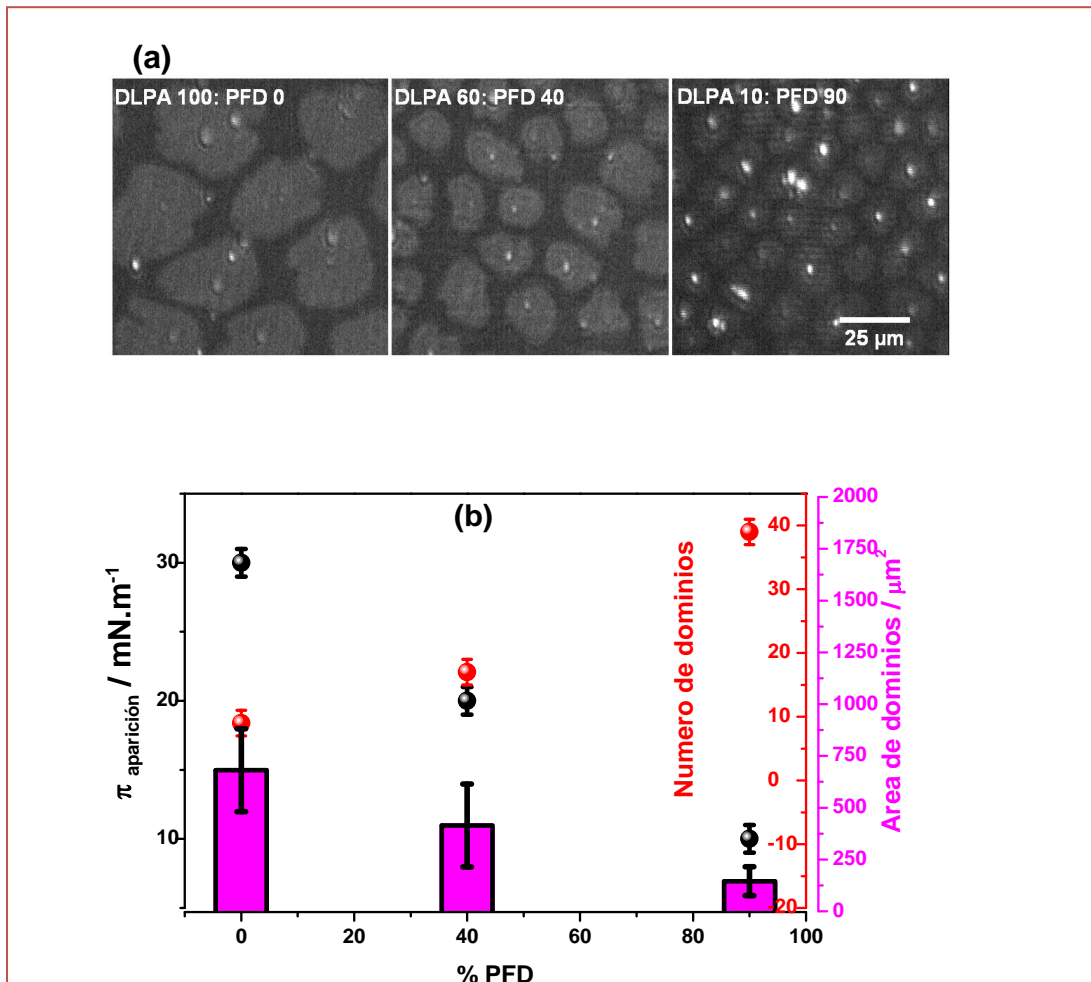 (a)
DLPA 100: PFD 0
DLPA 60: PFD 40
DLPA 10: PFD 90
25 µm
(b)
π aparición / mN.m-1
30
20
10
0
20
40
60
80
100
% PFD
Numero de dominios
40
30
20
10
0
-10
-20
Area de dominios / µm2
2000
1750
1500
1250
1000
750
500
250
0